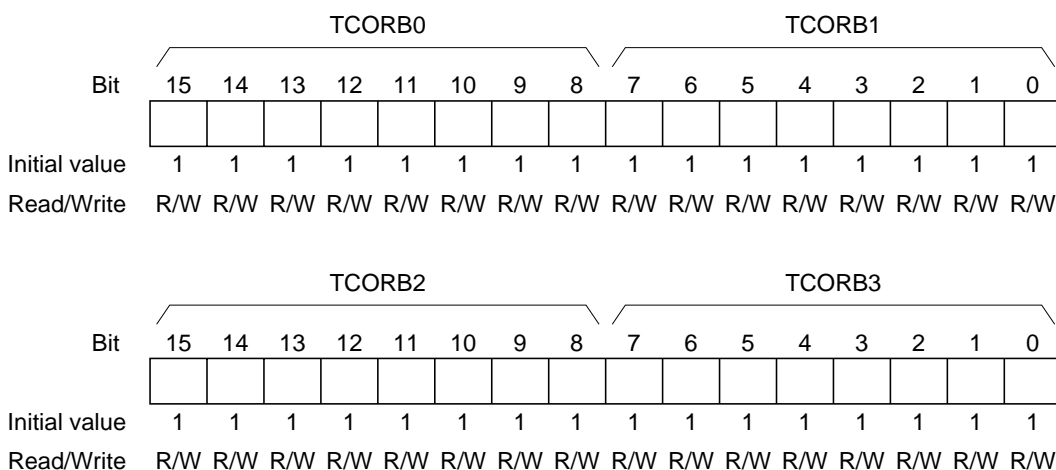 TCORB0 TCORB1
Bit 15 14 13 12 11 10 9 8 7 6 5 4 3 2 1 0
Initial value 1 1 1 1 1 1 1 1 1 1 1 1 1 1 1 1
Read/Write R/W R/W R/W R/W R/W R/W R/W R/W R/W R/W R/W R/W R/W R/W R/W R/W
TCORB2 TCORB3
Bit 15 14 13 12 11 10 9 8 7 6 5 4 3 2 1 0
Initial value 1 1 1 1 1 1 1 1 1 1 1 1 1 1 1 1
Read/Write R/W R/W R/W R/W R/W R/W R/W R/W R/W R/W R/W R/W R/W R/W R/W R/W